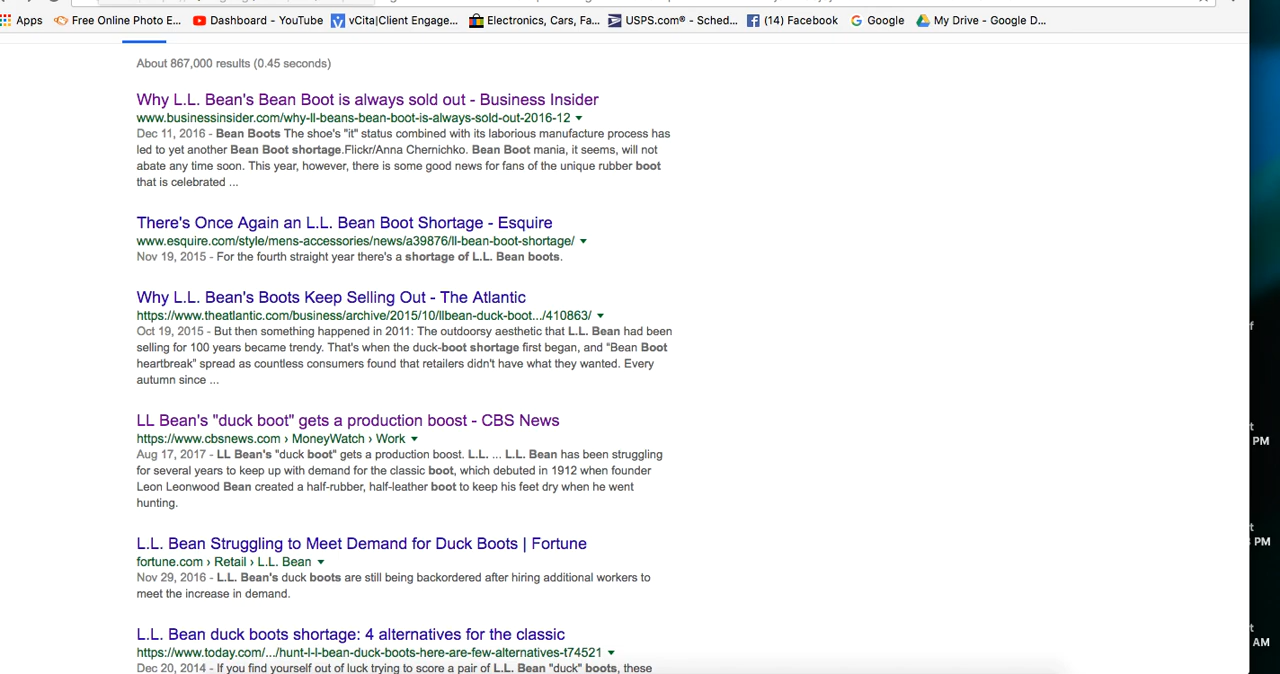 Apps Free Online Photo E... Dashboard - YouTube vCita|Client Engage... Electronics, Cars, Fa... USPS.com® - Sched... (14) Facebook Google My Drive - Google D...
About 867,000 results (0.45 seconds)
Why L.L. Bean's Bean Boot is always sold out - Business Insider
www.businessinsider.com/why-ll-beans-bean-boot-is-always-sold-out-2016-12
Dec 11, 2016 - Bean Boots The shoe's "it" status combined with its laborious manufacture process has
led to yet another Bean Boot shortage.Flickr/Anna Chernichko. Bean Boot mania, it seems, will not
abate any time soon. This year, however, there is some good news for fans of the unique rubber boot
that is celebrated ...
There's Once Again an L.L. Bean Boot Shortage - Esquire
www.esquire.com/style/mens-accessories/news/a39876/ll-bean-boot-shortage/
Nov 19, 2015 - For the fourth straight year there's a shortage of L.L. Bean boots.
Why L.L. Bean's Boots Keep Selling Out - The Atlantic
https://www.theatlantic.com/business/archive/2015/10/llbean-duck-boot.../410863/
Oct 19, 2015 - But then something happened in 2011: The outdoorsy aesthetic that L.L. Bean had been
selling for 100 years became trendy. That's when the duck-boot shortage first began, and "Bean Boot
heartbreak" spread as countless consumers found that retailers didn't have what they wanted. Every
autumn since ...
LL Bean's "duck boot" gets a production boost - CBS News
https://www.cbsnews.com › MoneyWatch › Work
Aug 17, 2017 - LL Bean's "duck boot" gets a production boost. L.L. ... L.L. Bean has been struggling
for several years to keep up with demand for the classic boot, which debuted in 1912 when founder
Leon Leonwood Bean created a half-rubber, half-leather boot to keep his feet dry when he went
hunting.
L.L. Bean Struggling to Meet Demand for Duck Boots | Fortune
fortune.com › Retail › L.L. Bean
Nov 29, 2016 - L.L. Bean's duck boots are still being backordered after hiring additional workers to
meet the increase in demand.
L.L. Bean duck boots shortage: 4 alternatives for the classic
https://www.today.com/.../hunt-l-l-bean-duck-boots-here-are-few-alternatives-t74521
Dec 20, 2014 - If you find yourself out of luck trying to score a pair of L.L. Bean "duck" boots, these
PM
PM
AM